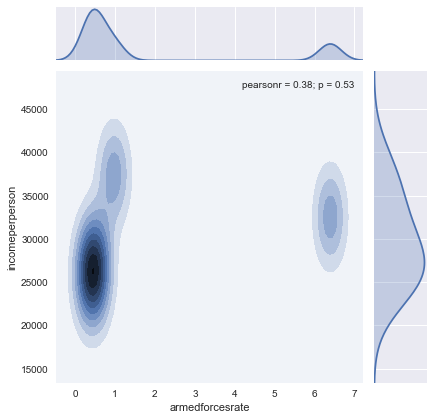 pearsonr = 0.38; p = 0.53
45000
40000
35000
30000
25000
20000
15000
incomeperperson
0 1 2 3 4 5 6 7
armedforcesrate